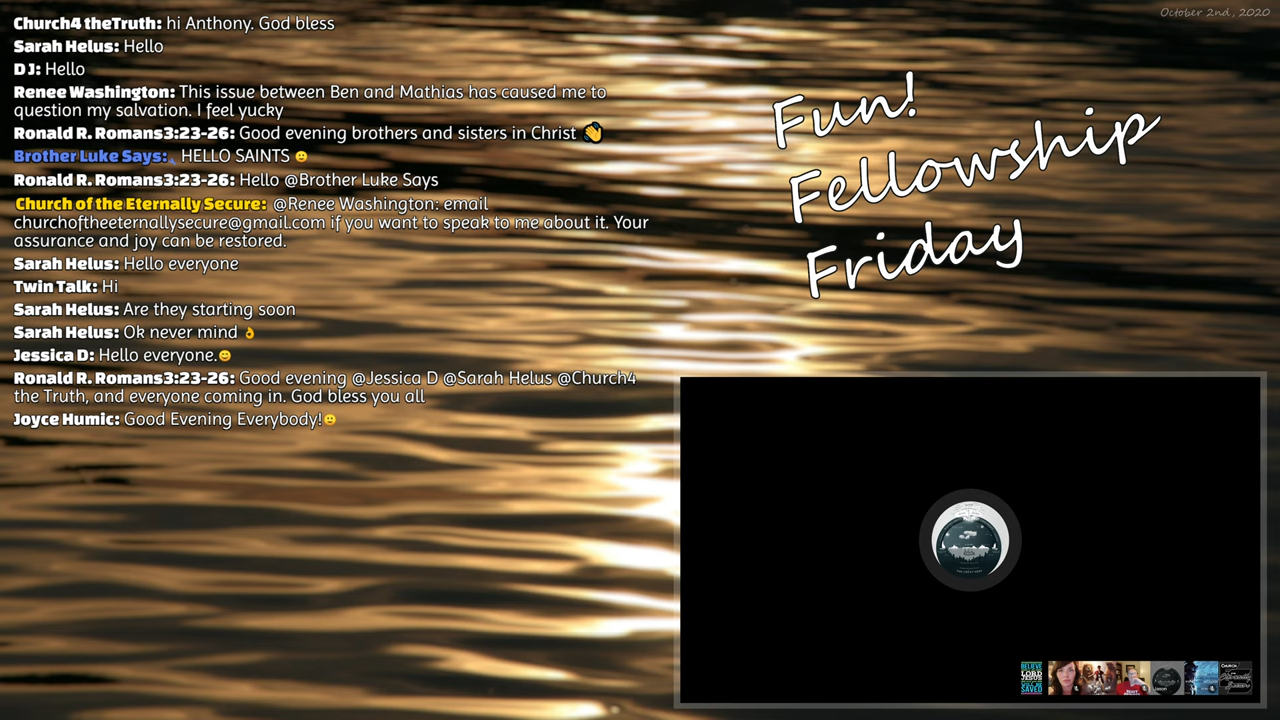 October 2nd, 2020
Church4 theTruth: hi Anthony. God bless
Sarah Helus: Hello
D J: Hello
Renee Washington: This issue between Ben and Mathias has caused me to
question my salvation. I feel yucky
Ronald R. Romans3:23-26: Good evening brothers and sisters in Christ 👋
Brother Luke Says: HELLO SAINTS 🙂
Ronald R. Romans3:23-26: Hello @Brother Luke Says
Church of the Eternally Secure: @Renee Washington: email
churchoftheeternallysecure@gmail.com if you want to speak to me about it. Your
assurance and joy can be restored.
Sarah Helus: Hello everyone
Twin Talk: Hi
Sarah Helus: Are they starting soon
Sarah Helus: Ok never mind 👌
Jessica D: Hello everyone.😊
Ronald R. Romans3:23-26: Good evening @Jessica D @Sarah Helus @Church4
the Truth, and everyone coming in. God bless you all
Joyce Humic: Good Evening Everybody!🙂
Fun!
Fellowship
Friday
BELIEVE
LORD
JESUS
SAVED
Jason
CHURCH